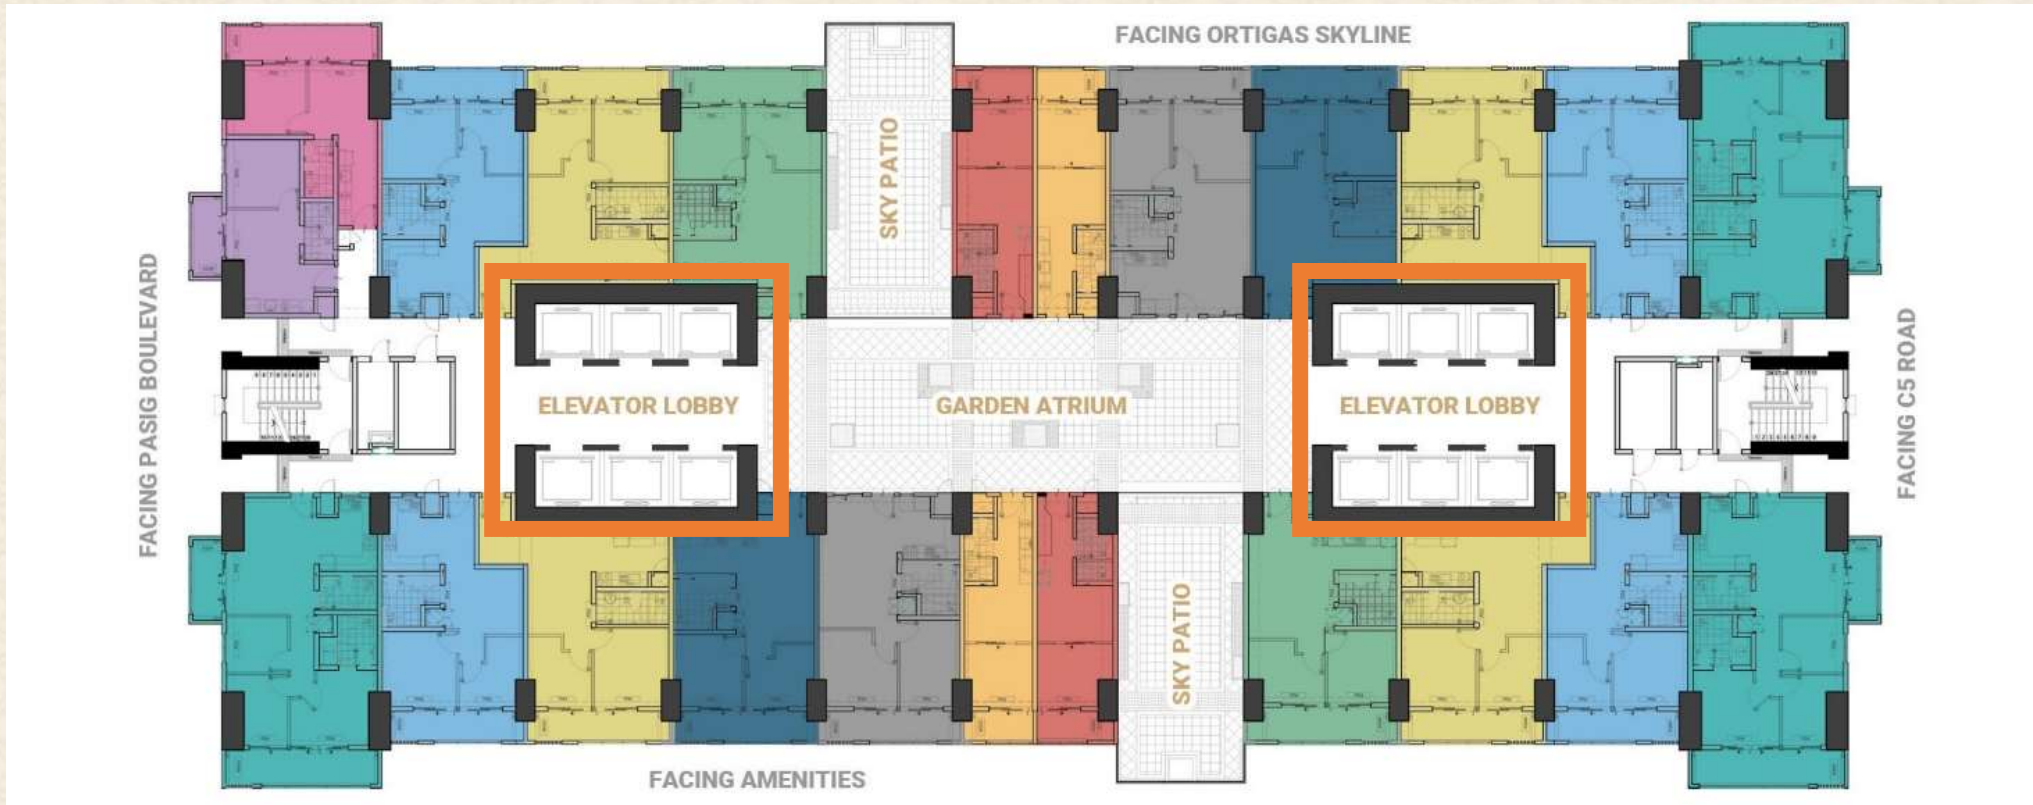 FACING ORTIGAS SKYLINE
SKY PATIO
FACING PASIG BOULEVARD
ELEVATOR LOBBY
GARDEN ATRIUM
ELEVATOR LOBBY
FACING C5 ROAD
SKY PATIO
FACING AMENITIES